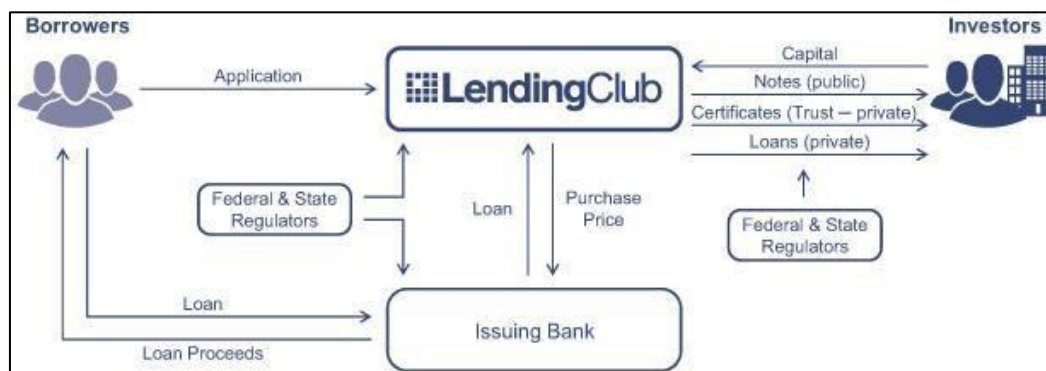 Borrowers
Investors
Application
LendingClub
Capital
Notes (public)
Certificates (Trust — private)
Loans (private)
Federal & State
Regulators
Loan
Purchase
Price
Federal & State
Regulators
Loan
Issuing Bank
Loan Proceeds